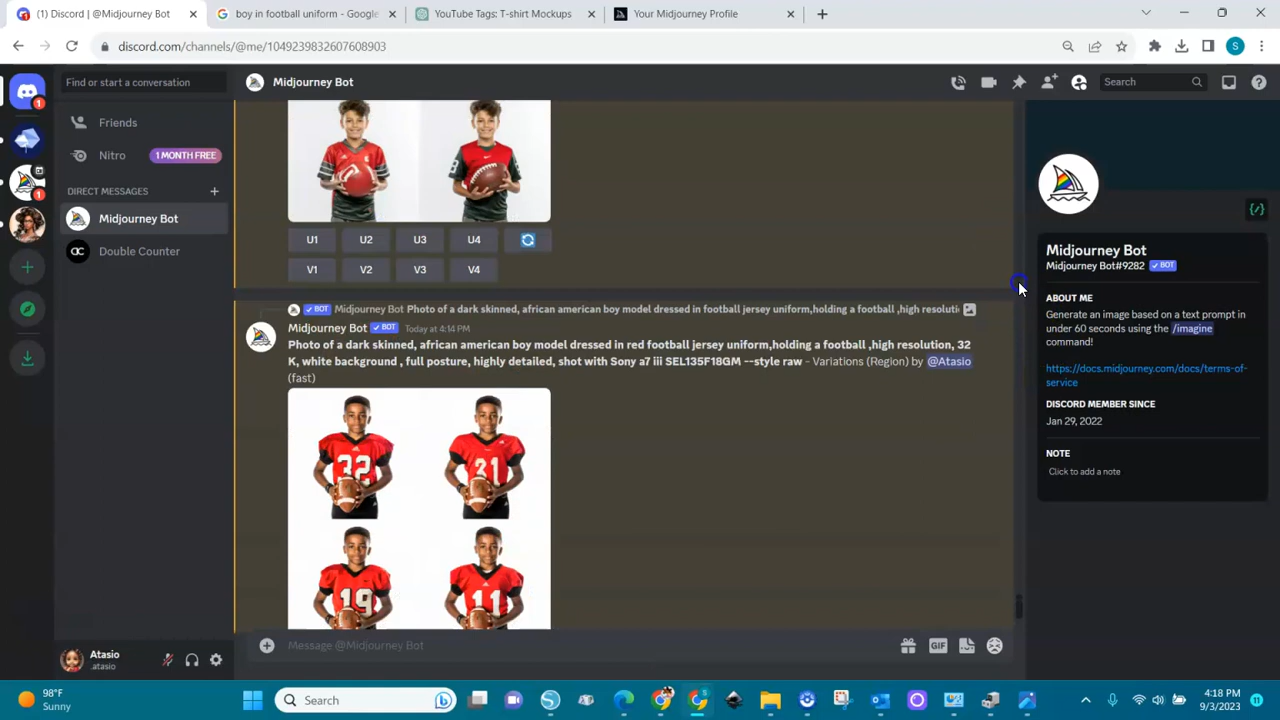 (1) Discord | @Midjourney Bot
boy in football uniform - Google
YouTube Tags: T-shirt Mockups
Your Midjourney Profile
discord.com/channels/@me/1049239832607608903
S
Find or start a conversation
Midjourney Bot
Search
1
Friends
Nitro
1 MONTH FREE
DIRECT MESSAGES
Midjourney Bot
1
OC
Double Counter
U1
U2
U3
U4
V1
V2
V3
V4
BOT Midjourney Bot Photo of a dark skinned, african american boy model dressed in football jersey uniform,holding a football ,high resoluti
Midjourney Bot BOT Today at 4:14 PM
Photo of a dark skinned, african american boy model dressed in red football jersey uniform,holding a football ,high resolution, 32
K, white background , full posture, highly detailed, shot with Sony a7 iii SEL135F18GM --style raw - Variations (Region) by @Atasio
(fast)
32
31
19
11
Message @Midjourney Bot
GIF
Midjourney Bot
Midjourney Bot#9282 BOT
ABOUT ME
Generate an image based on a text prompt in
under 60 seconds using the /imagine
command!
https://docs.midjourney.com/docs/terms-of-
service
DISCORD MEMBER SINCE
Jan 29, 2022
NOTE
Click to add a note
Atasio
.atasio
98°F
Sunny
Search
4:18 PM
9/3/2023